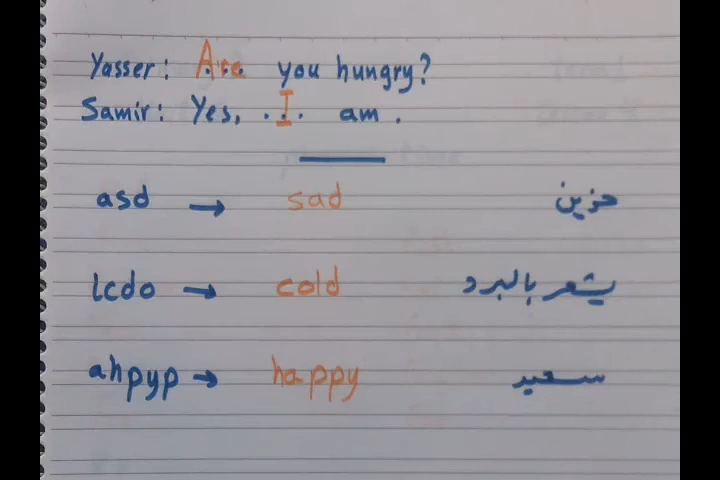 Yasser: Are you hungry?
Samir: Yes, ..I.. am.
asd → sad حزين
lcdo → cold يشعر بالبرد
ahpyp → happy سعيد